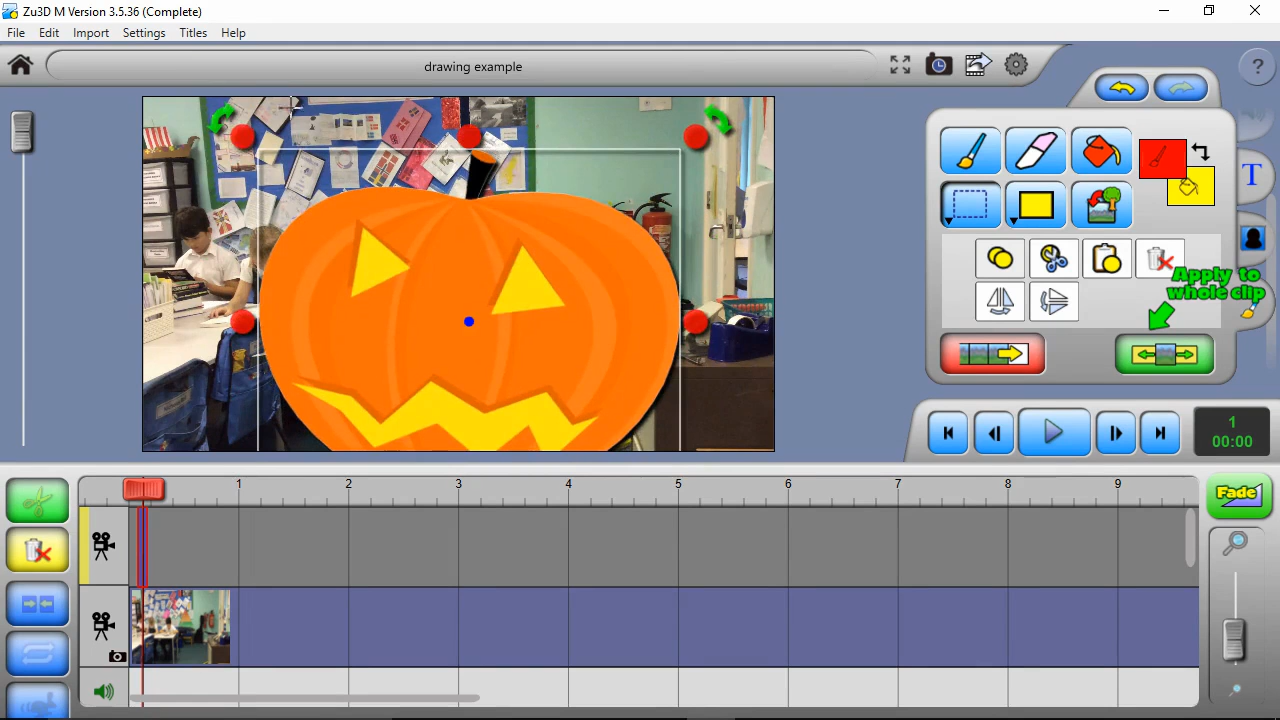 Zu3D M Version 3.5.36 (Complete)
File Edit Import Settings Titles Help
drawing example
?
T
Apply to
whole clip
1
00:00
1 2 3 4 5 6 7 8 9
Fade